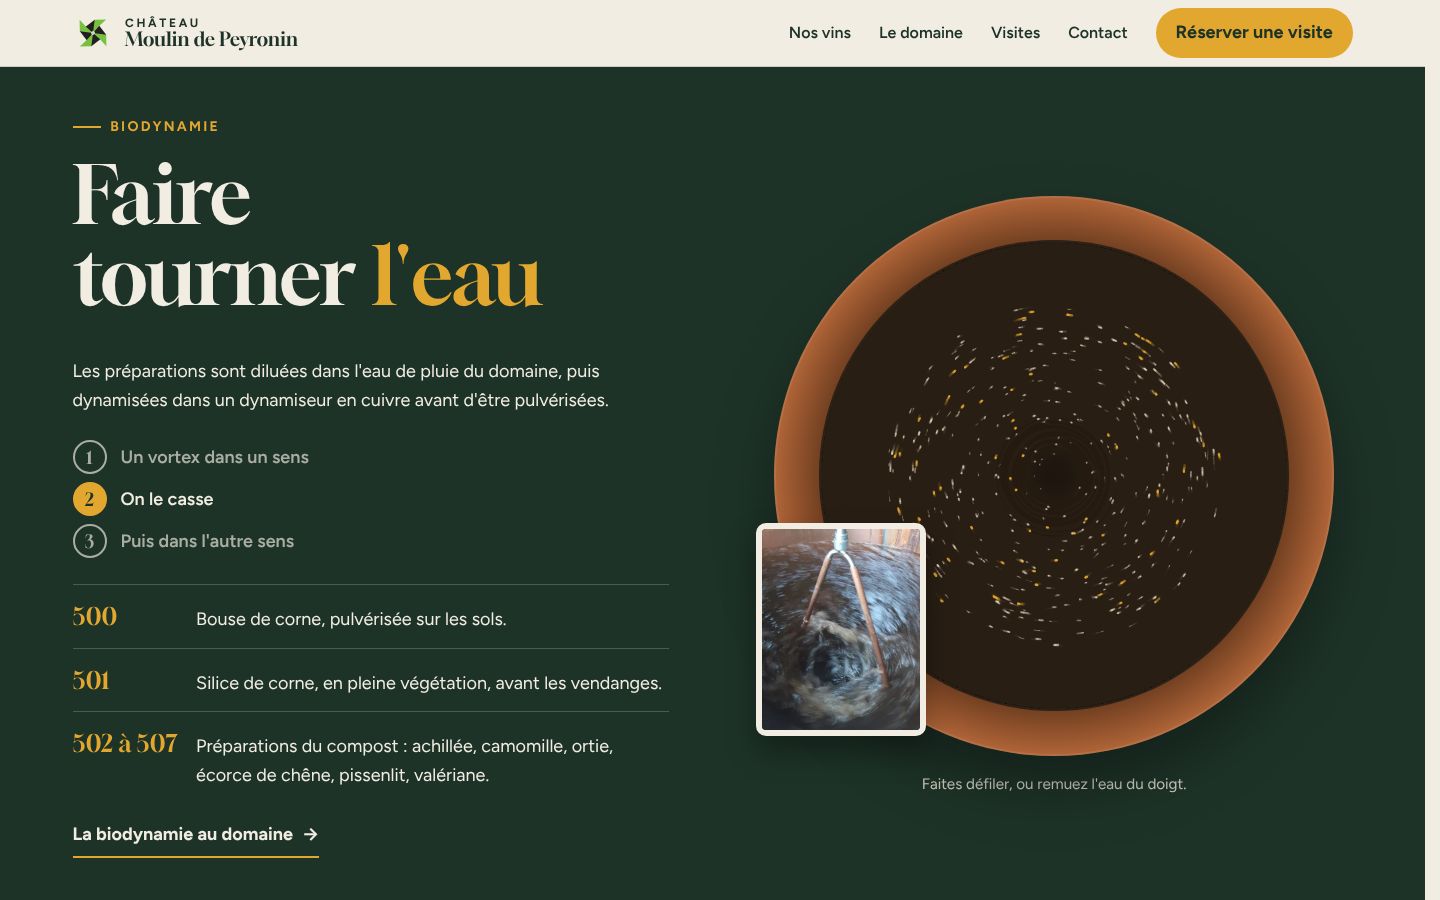 CHÂTEAU
Moulin de Peyronin
Nos vins
Le domaine
Visites
Contact
Réserver une visite
BIODYNAMIE
Faire
tourner l'eau
Les préparations sont diluées dans l'eau de pluie du domaine, puis
dynamisées dans un dynamiseur en cuivre avant d'être pulvérisées.
1 Un vortex dans un sens
2 On le casse
3 Puis dans l'autre sens
500 Bouse de corne, pulvérisée sur les sols.
501 Silice de corne, en pleine végétation, avant les vendanges.
502 à 507 Préparations du compost : achillée, camomille, ortie,
écorce de chêne, pissenlit, valériane.
La biodynamie au domaine →
Faites défiler, ou remuez l'eau du doigt.